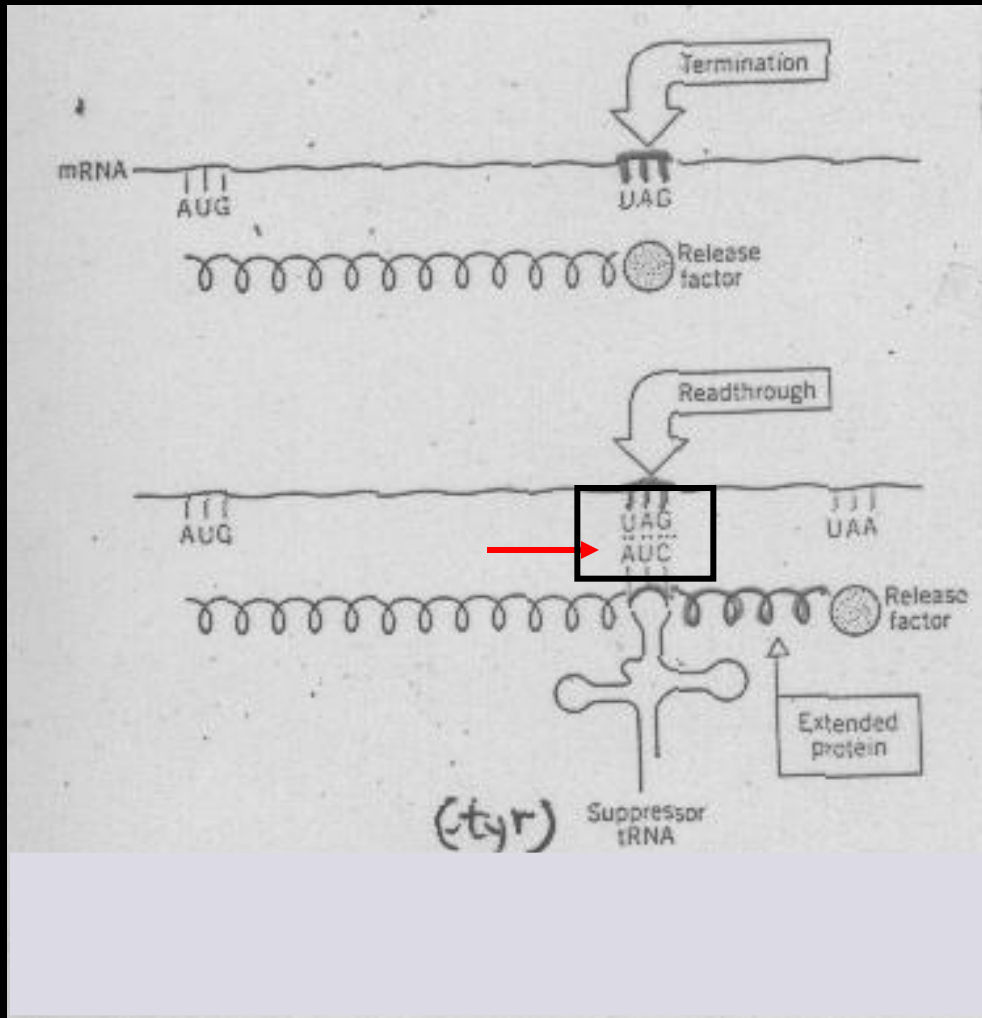 Termination
mRNA
AUG
UAG
Release
factor
Readthrough
AUG
UAG
AUC
UAA
Release
factor
Extended
protein
(-tyr)
Suppressor
tRNA